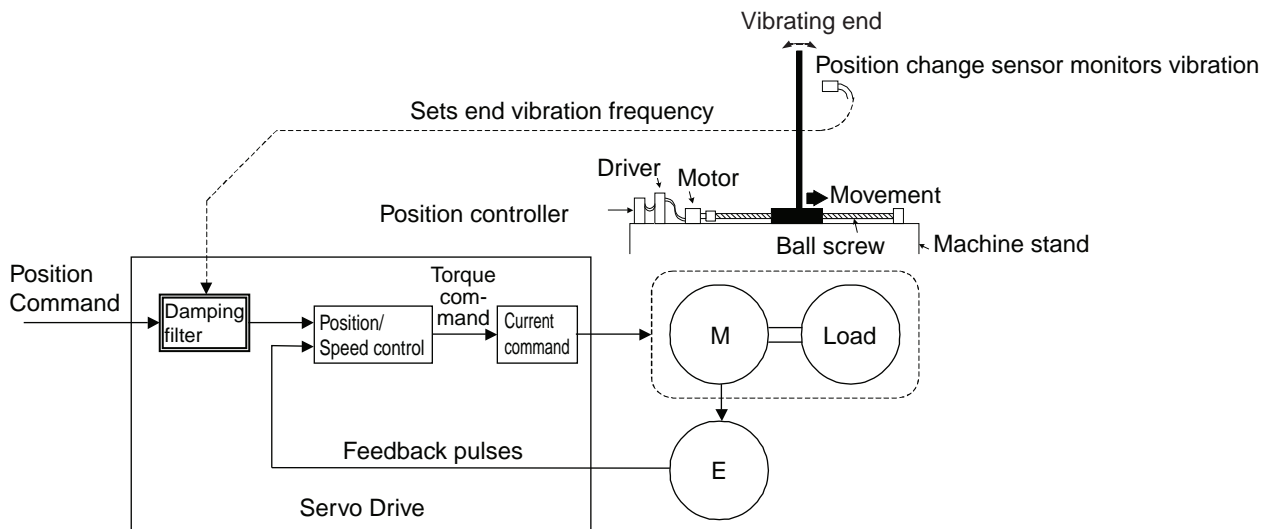 Vibrating end
Position change sensor monitors vibration
Sets end vibration frequency
Driver
Motor
Movement
Position controller
Ball screw
Machine stand
Position
Command
Torque
com-
mand
Damping
filter
Position/
Speed control
Current
command
M
Load
Feedback pulses
E
Servo Drive